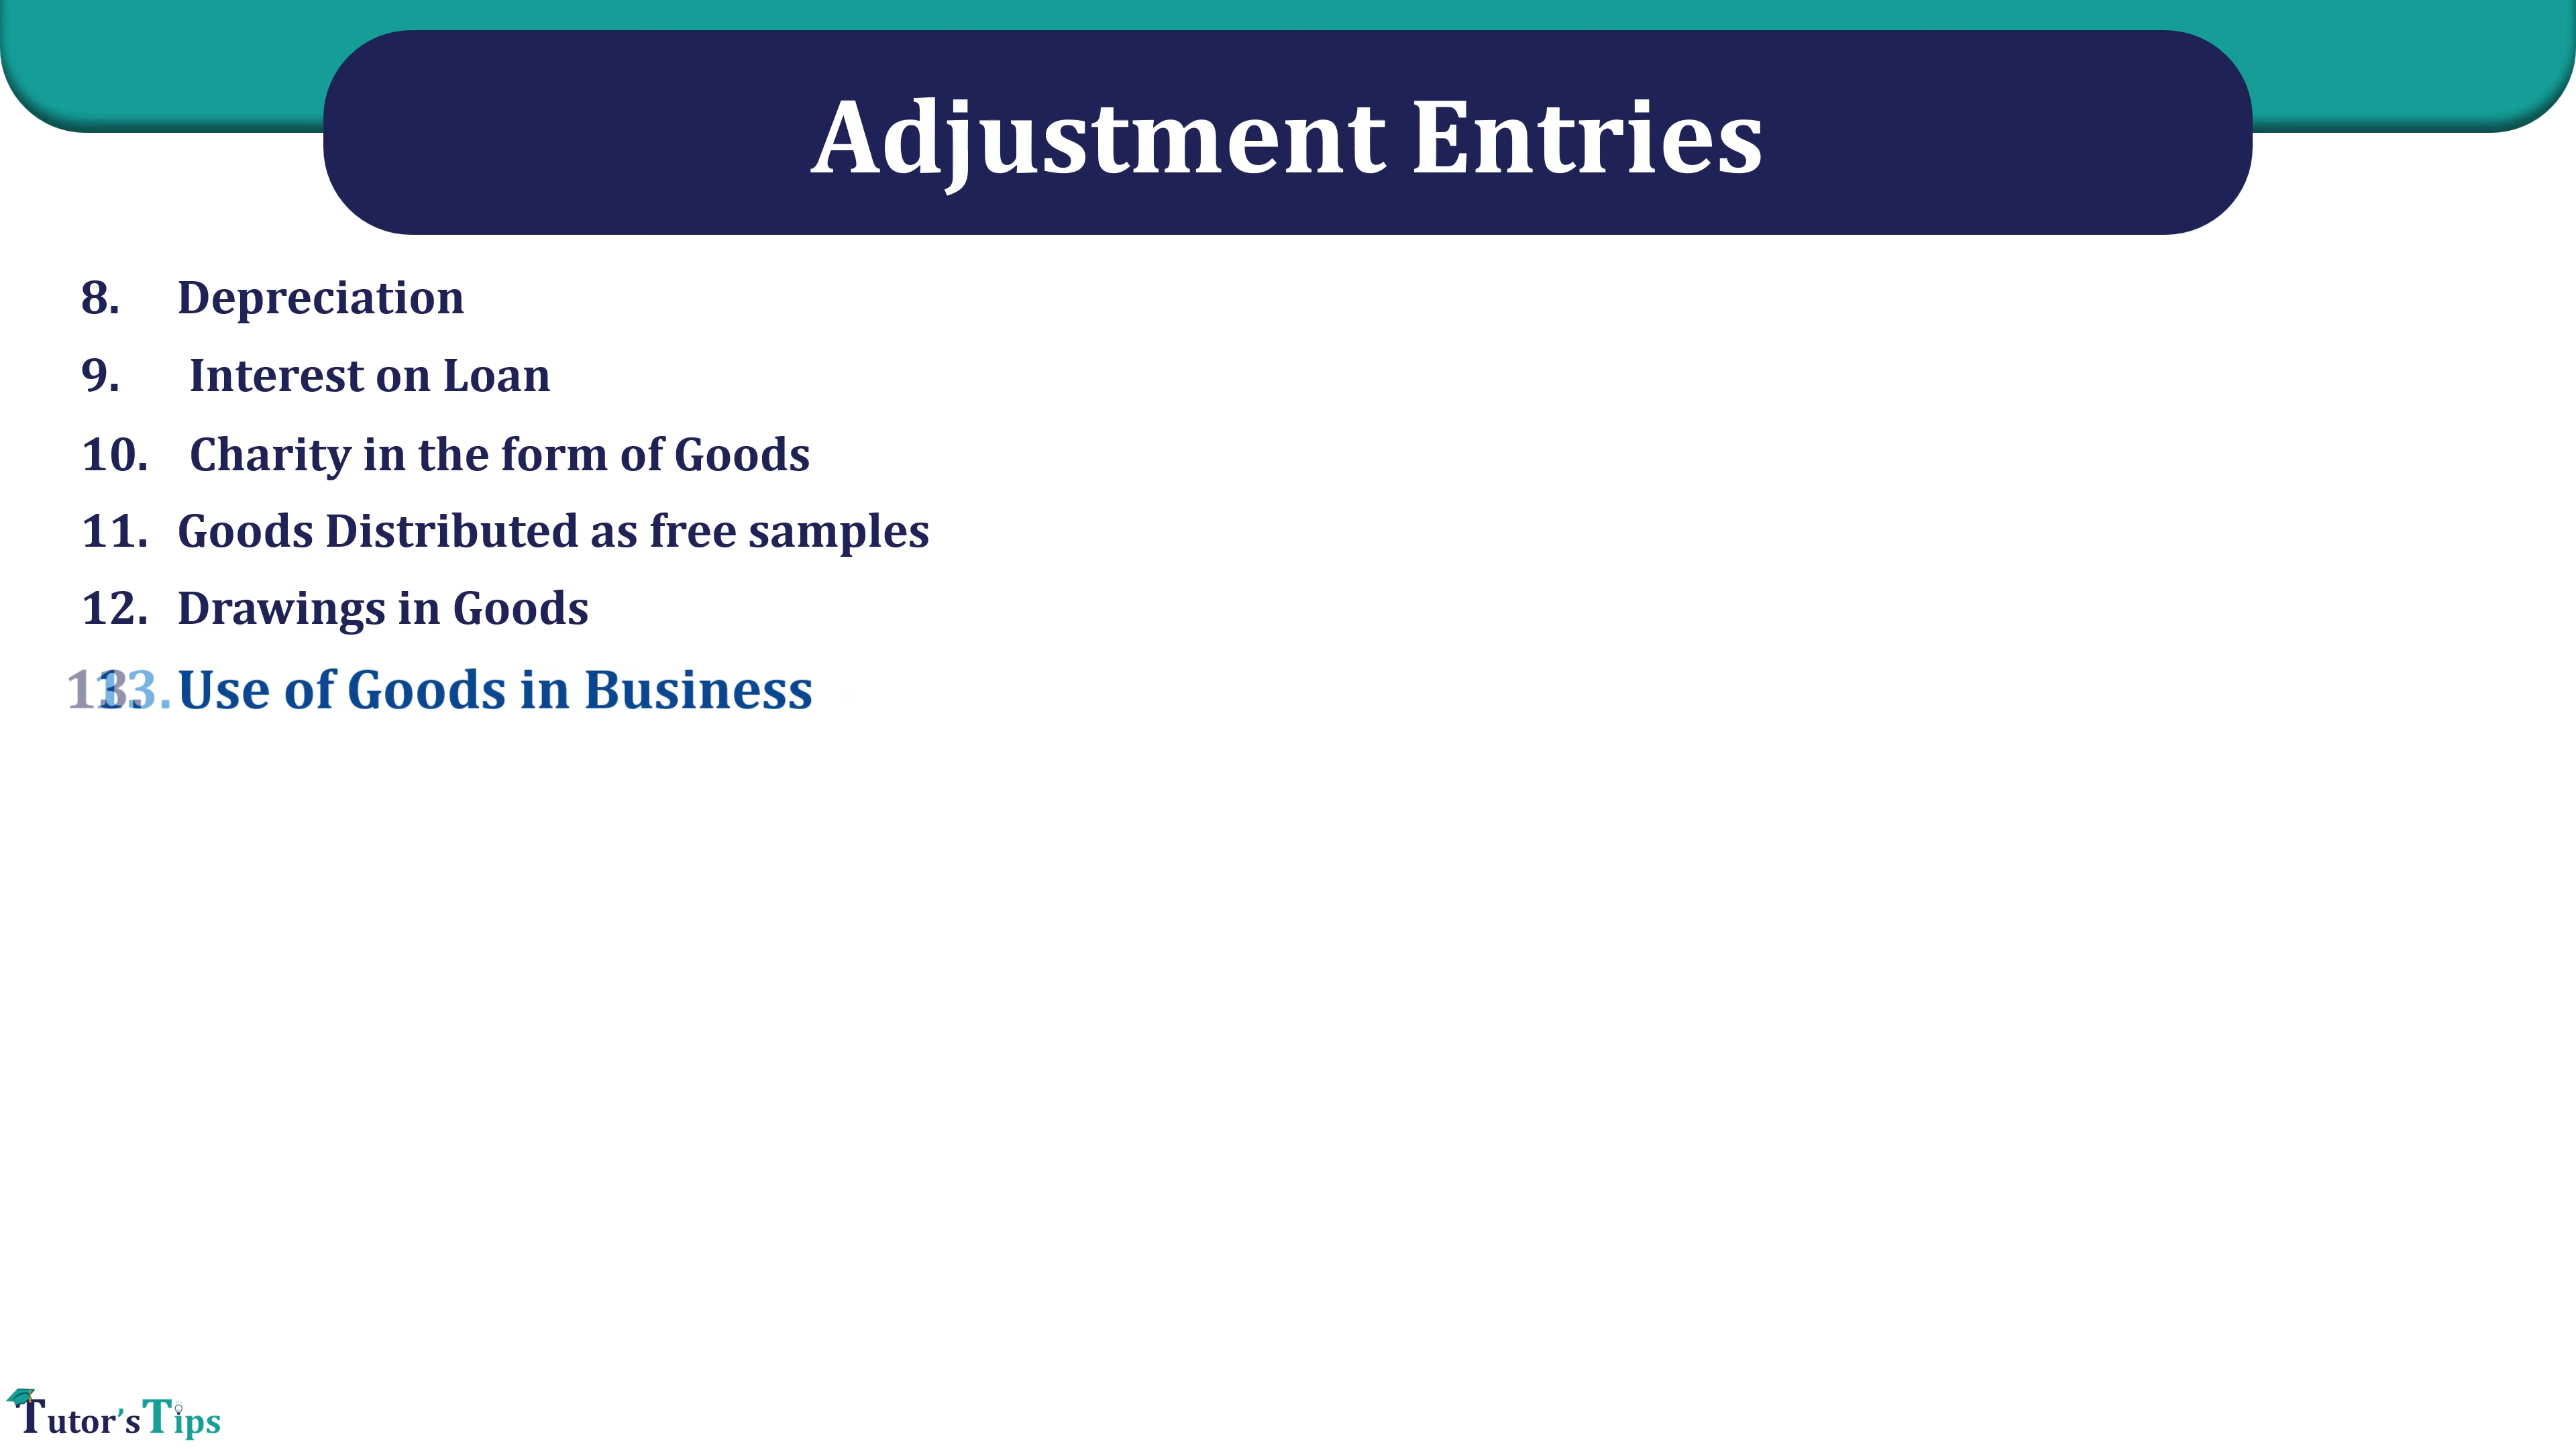 Adjustment Entries
8. Depreciation
9. Interest on Loan
10. Charity in the form of Goods
11. Goods Distributed as free samples
12. Drawings in Goods
13. Use of Goods in Business
Tutor'sTips